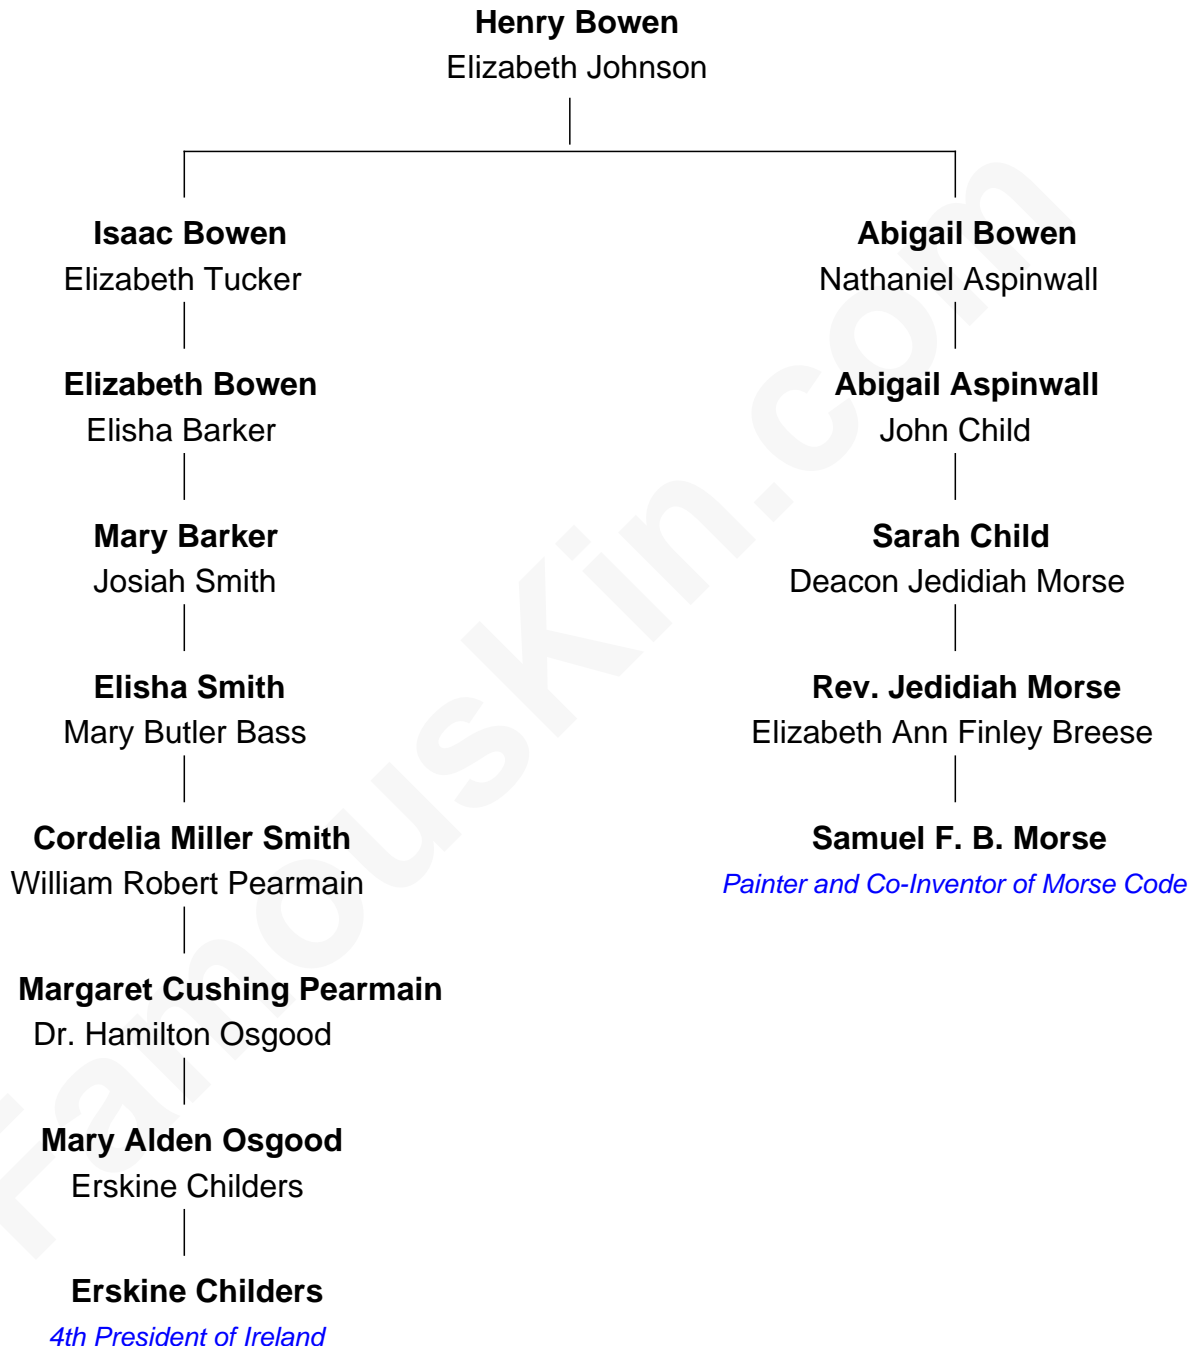 Henry Bowen
Elizabeth Johnson
Isaac Bowen
Elizabeth Tucker
Abigail Bowen
Nathaniel Aspinwall
Elizabeth Bowen
Elisha Barker
Abigail Aspinwall
John Child
Mary Barker
Josiah Smith
Sarah Child
Deacon Jedidiah Morse
Elisha Smith
Mary Butler Bass
Rev. Jedidiah Morse
Elizabeth Ann Finley Breese
Cordelia Miller Smith
William Robert Pearmain
Samuel F. B. Morse
Painter and Co-Inventor of Morse Code
Margaret Cushing Pearmain
Dr. Hamilton Osgood
Mary Alden Osgood
Erskine Childers
Erskine Childers
4th President of Ireland
FamousKin.com